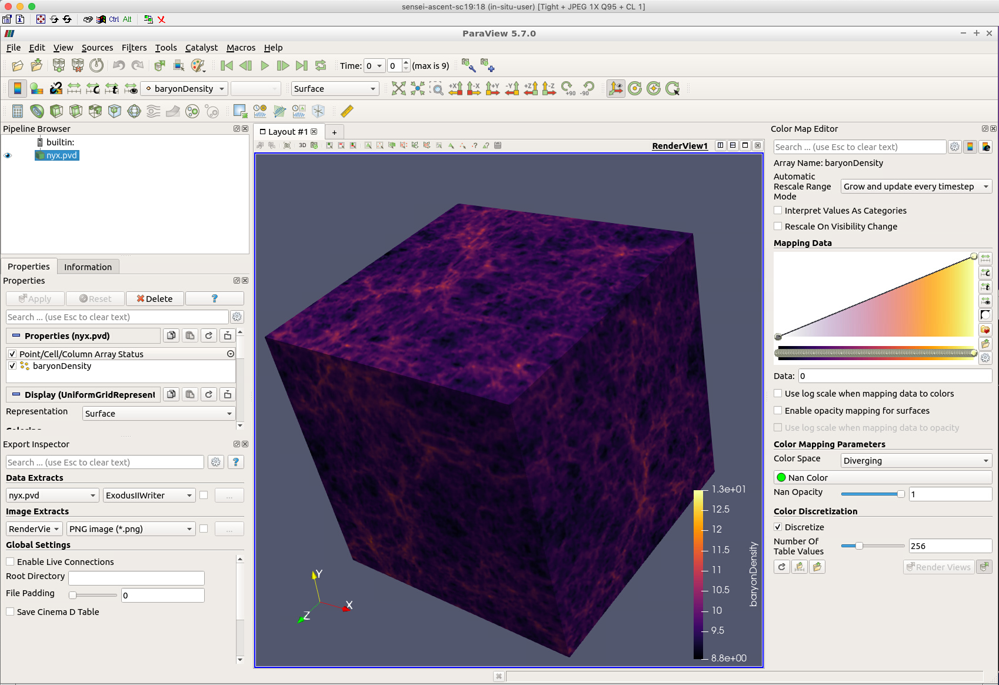 sensei-ascent-sc19:18 (in-situ-user) [Tight + JPEG 1X Q95 + CL 1]
Ctrl Alt
ParaView 5.7.0
File Edit View Sources Filters Tools Catalyst Macros Help
Time: 0 0 (max is 9)
baryonDensity Surface +X -X +Y -Y +Z -Z +90 -90
Pipeline Browser
builtin:
nyx.pvd
Properties Information
Properties
Apply Reset Delete ?
Search ... (use Esc to clear text)
Properties (nyx.pvd)
Point/Cell/Column Array Status
baryonDensity
Display (UniformGridRepresent
Representation Surface
Export Inspector
Search ... (use Esc to clear text) ?
Data Extracts
nyx.pvd ExodusIIWriter ...
Image Extracts
RenderVie PNG image (*.png) ...
Global Settings
Enable Live Connections
Root Directory
File Padding 0
Save Cinema D Table
Layout #1 +
3D RenderView1
Y
X
Z
1.3e+01
12.5
12
11.5
11
10.5
10
9.5
8.8e+00
baryonDensity
Color Map Editor
Search ... (use Esc to clear text)
Array Name: baryonDensity
Automatic
Rescale Range
Mode
Grow and update every timestep
Interpret Values As Categories
Rescale On Visibility Change
Mapping Data
Data: 0
Use log scale when mapping data to colors
Enable opacity mapping for surfaces
Use log scale when mapping data to opacity
Color Mapping Parameters
Color Space Diverging
Nan Color
Nan Opacity 1
Color Discretization
Discretize
Number Of
Table Values
256
Render Views